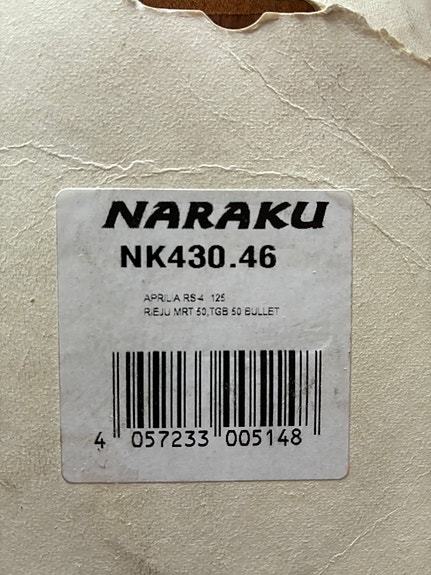 NARAKU
NK430.46
APRILIA RS 4 125
RIEJU MRT 50,TGB 50 BULLET
4 057233 005148